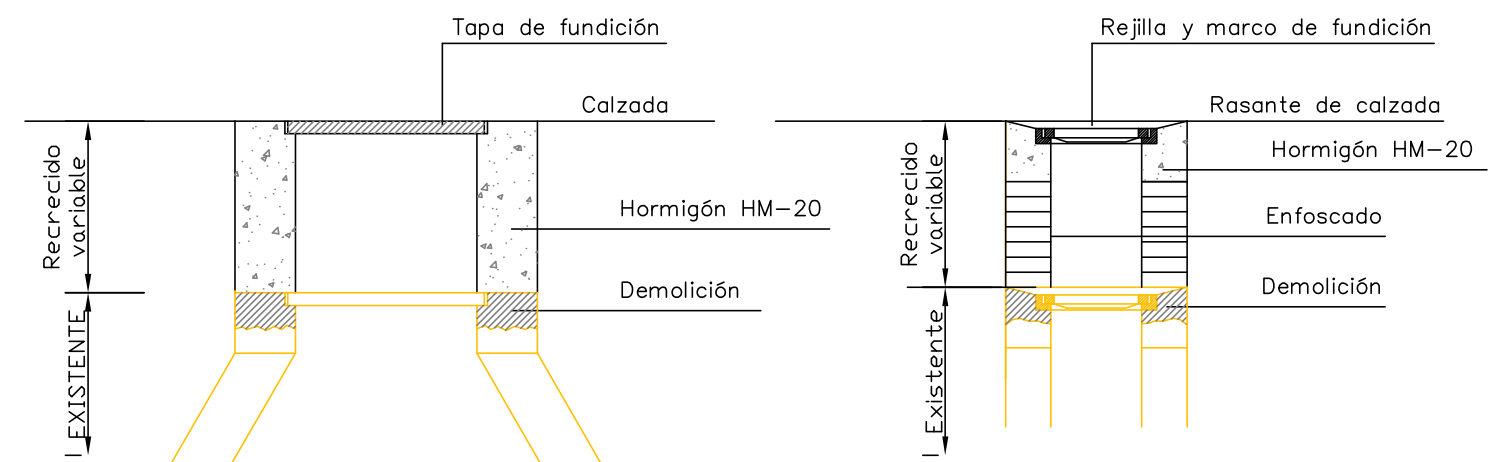 Tapa de fundición
Calzada
Recrecido
variable
Hormigón HM-20
Demolición
EXISTENTE
Rejilla y marco de fundición
Rasante de calzada
Hormigón HM-20
Recrecido
variable
Enfoscado
Demolición
Existente